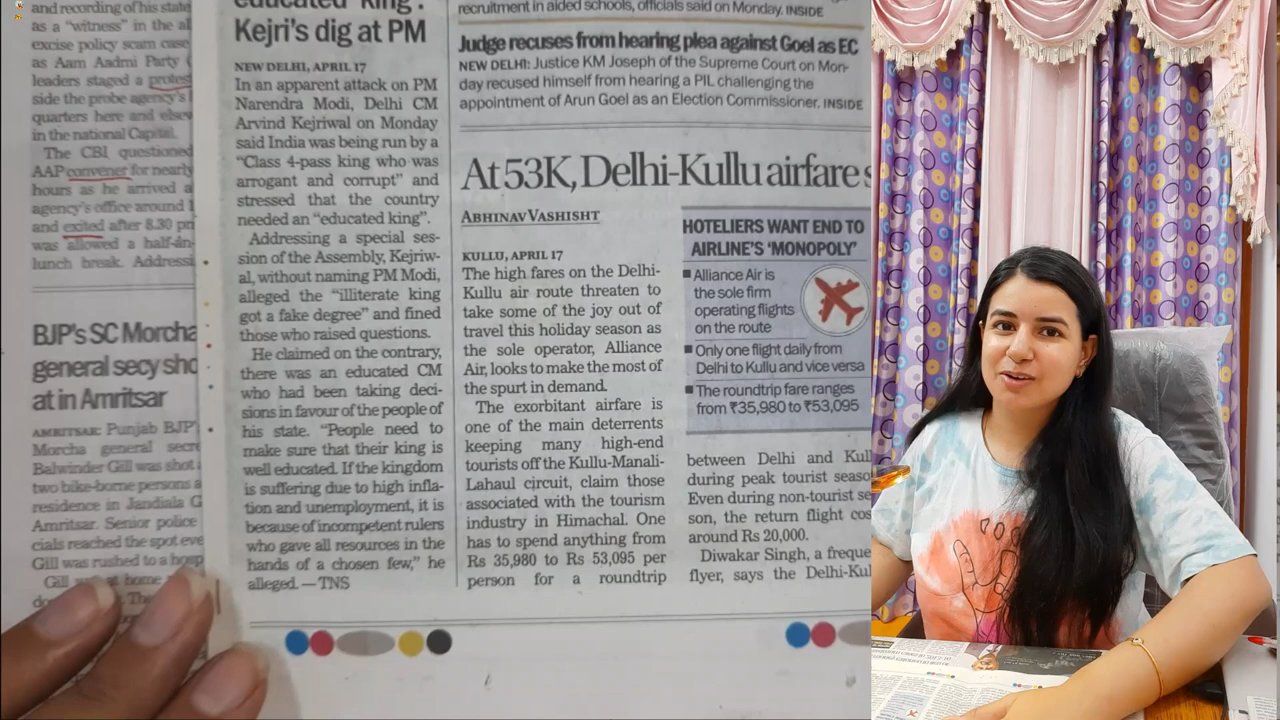 and recording of his state
as a “witness” in the al
excise policy scam case
as Aam Aadmi Party (
leaders staged a protest
side the probe agency's
quarters here and elsew
in the national Capital.
The CBI questioned
AAP convener for nearly
hours as he arrived a
agency's office around 1
and exited after 8.30 pm
was allowed a half-an-
lunch break. Addressi
BJP's SC Morcha
general secy sho
at in Amritsar
AMRITSAR: Punjab BJP'
Morcha general secre
Balwinder Gill was shot
two bike-borne persons a
residence in Jandiala G
Amritsar. Senior police
cials reached the spot eve
Gill was rushed to a hosp
Gill at home
educated king':
Kejri's dig at PM
NEW DELHI, APRIL 17
In an apparent attack on PM
Narendra Modi, Delhi CM
Arvind Kejriwal on Monday
said India was being run by a
“Class 4-pass king who was
arrogant and corrupt” and
stressed that the country
needed an “educated king”.
Addressing a special ses-
sion of the Assembly, Kejriw-
al, without naming PM Modi,
alleged the “illiterate king
got a fake degree” and fined
those who raised questions.
He claimed on the contrary,
there was an educated CM
who had been taking deci-
sions in favour of the people of
his state. “People need to
make sure that their king is
well educated. If the kingdom
is suffering due to high infla-
tion and unemployment, it is
because of incompetent rulers
who gave all resources in the
hands of a chosen few,” he
alleged. — TNS
recruitment in aided schools, officials said on Monday. INSIDE
Judge recuses from hearing plea against Goel as EC
NEW DELHI: Justice KM Joseph of the Supreme Court on Mon-
day recused himself from hearing a PIL challenging the
appointment of Arun Goel as an Election Commissioner. INSIDE
At 53K, Delhi-Kullu airfare s
ABHINAV VASHISHT
KULLU, APRIL 17
The high fares on the Delhi-
Kullu air route threaten to
take some of the joy out of
travel this holiday season as
the sole operator, Alliance
Air, looks to make the most of
the spurt in demand.
The exorbitant airfare is
one of the main deterrents
keeping many high-end
tourists off the Kullu-Manali-
Lahaul circuit, claim those
associated with the tourism
industry in Himachal. One
has to spend anything from
Rs 35,980 to Rs 53,095 per
person for a roundtrip
HOTELIERS WANT END TO
AIRLINE'S ‘MONOPOLY’
■ Alliance Air is
the sole firm
operating flights
on the route
■ Only one flight daily from
Delhi to Kullu and vice versa
■ The roundtrip fare ranges
from ₹35,980 to ₹53,095
between Delhi and Kull
during peak tourist seaso
Even during non-tourist se
son, the return flight cos
around Rs 20,000.
Diwakar Singh, a freque
flyer, says the Delhi-Kul